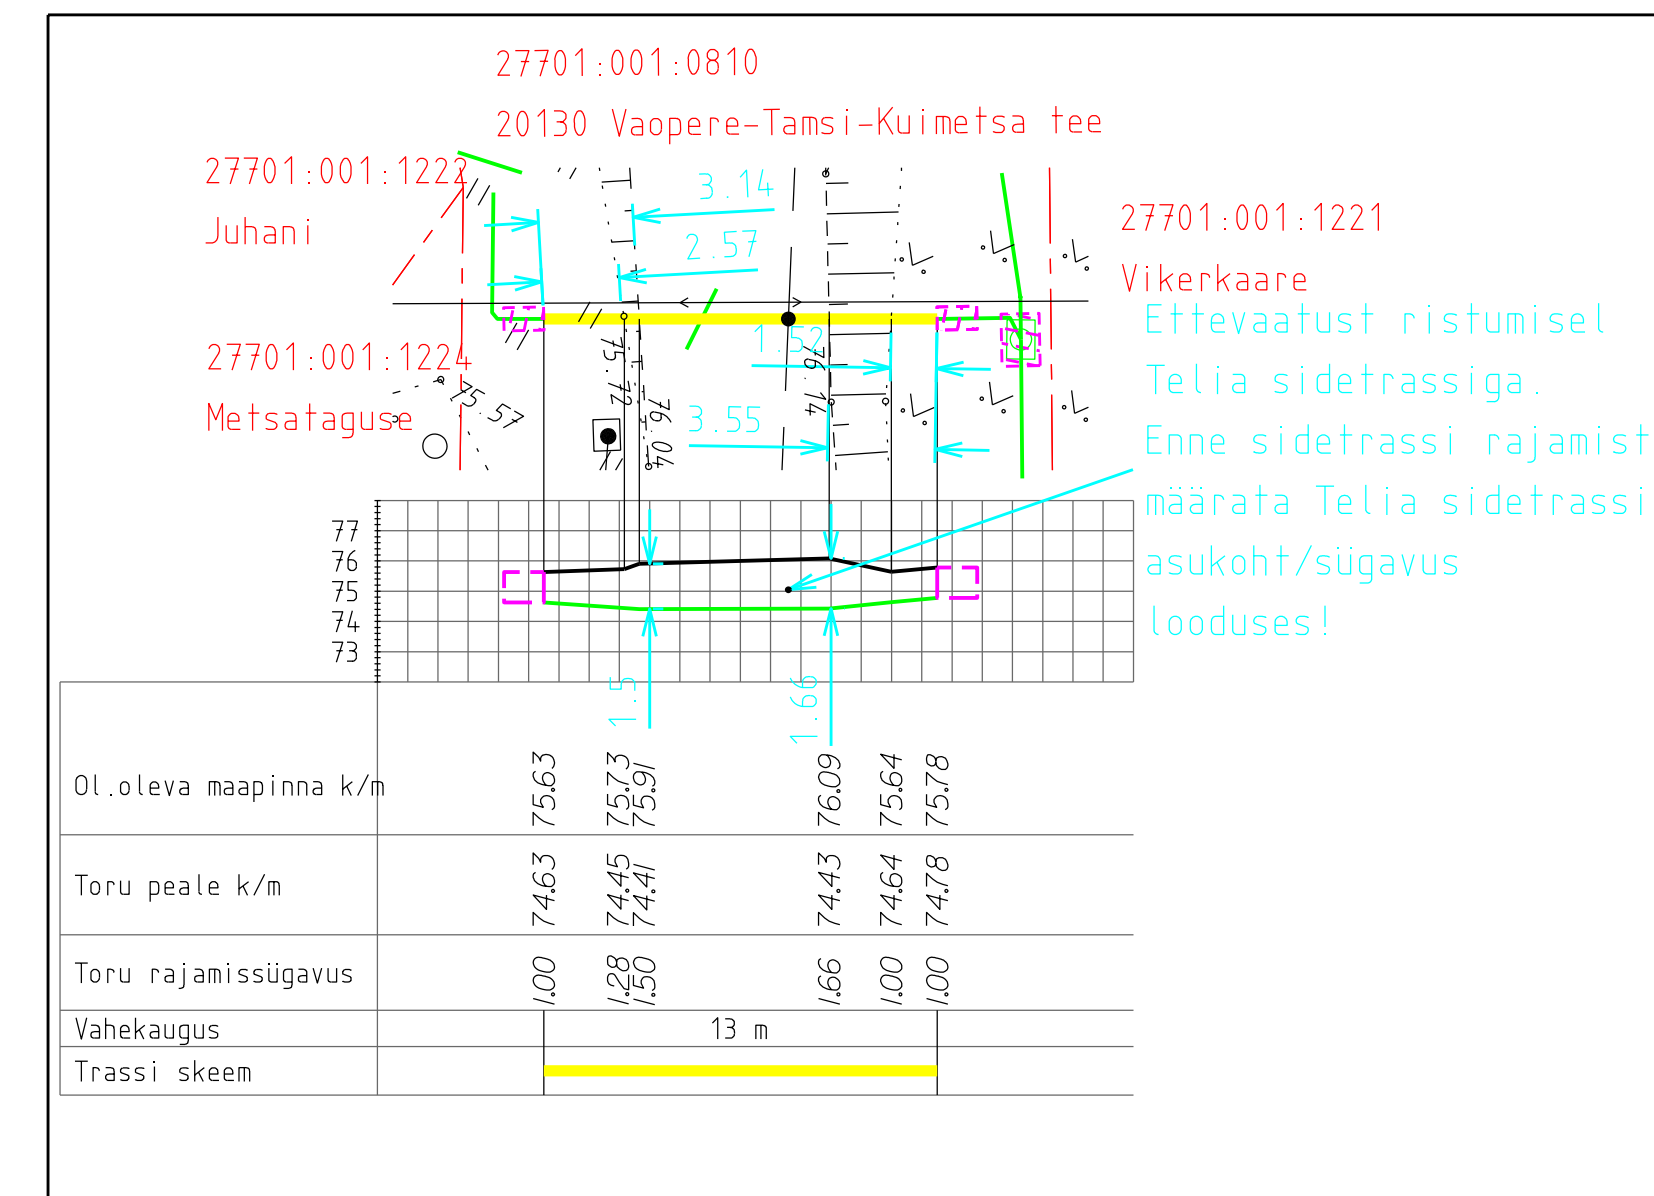 27701:001:0810
20130 Vaopere-Tamsi-Kuimetsa tee
27701:001:1222
Juhani
3.14
2.57
27701:001:1221
Vikerkaare
27701:001:1224
Metsataguse
75.57
75.72
76.04
76.14
1.52
3.55
Ettevaatust ristumisel
Telia sidetrassiga.
Enne sidetrassi rajamist
määrata Telia sidetrassi
asukoht/sügavus
looduses!
77
76
75
74
73
1.5
1.66
Ol.oleva maapinna k/m 75.63 75.73 75.91 76.09 75.64 75.78
Toru peale k/m 74.63 74.45 74.41 74.43 74.64 74.78
Toru rajamissügavus 1.00 1.28 1.50 1.66 1.00 1.00
Vahekaugus 13 m
Trassi skeem